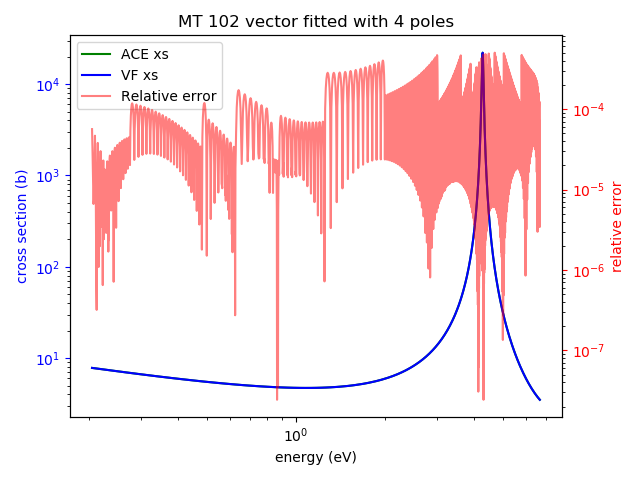 MT 102 vector fitted with 4 poles
ACE xs
VF xs
Relative error
cross section (b)
10^4
10^3
10^2
10^1
10^0
energy (eV)
10^-4
10^-5
10^-6
10^-7
relative error